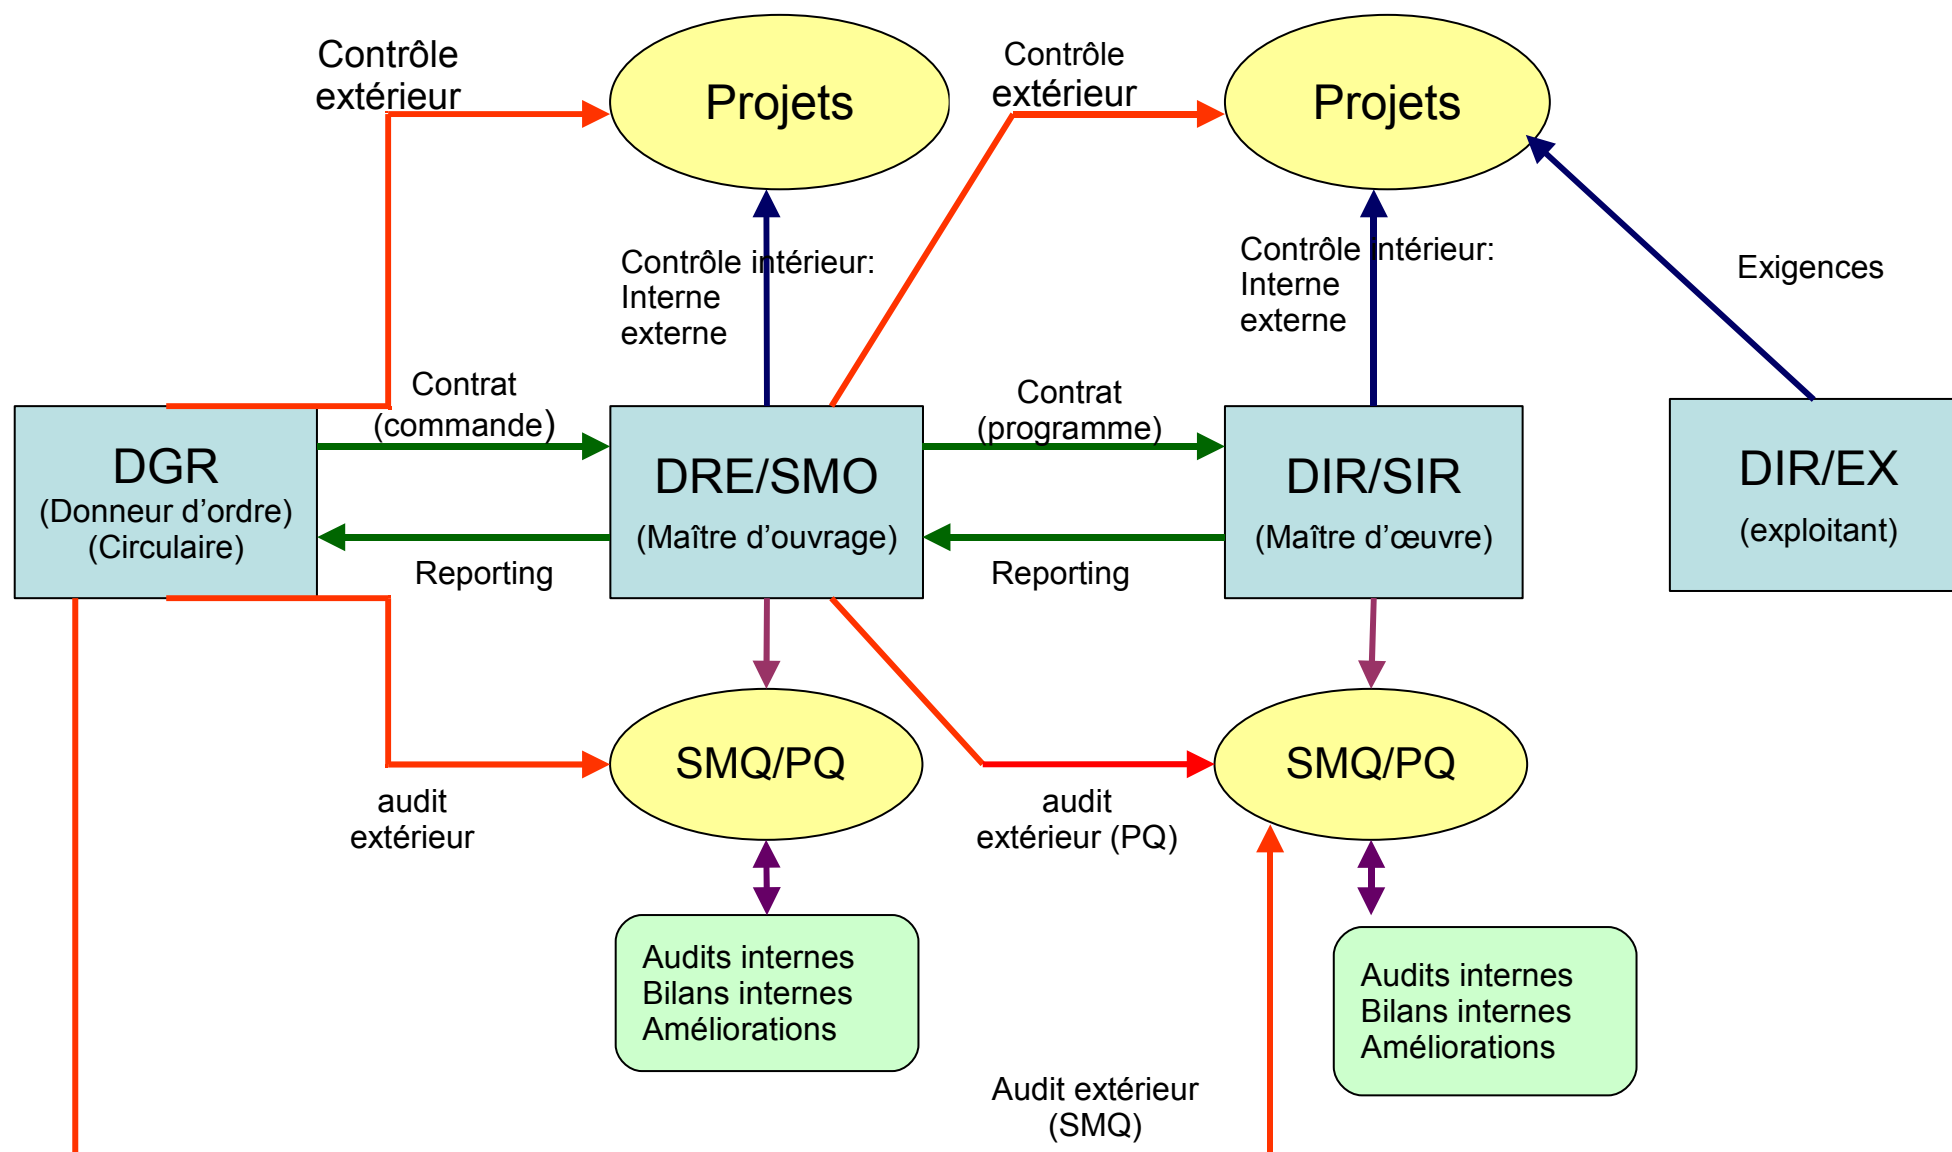 Contrôle
extérieur
Projets
Contrôle
extérieur
Projets
Contrôle intérieur:
Interne
externe
Contrôle intérieur:
Interne
externe
Exigences
Contrat
(commande)
Contrat
(programme)
DGR
(Donneur d’ordre)
(Circulaire)
DRE/SMO
(Maître d’ouvrage)
DIR/SIR
(Maître d’œuvre)
DIR/EX
(exploitant)
Reporting
Reporting
SMQ/PQ
SMQ/PQ
audit
extérieur
audit
extérieur (PQ)
Audits internes
Bilans internes
Améliorations
Audits internes
Bilans internes
Améliorations
Audit extérieur
(SMQ)